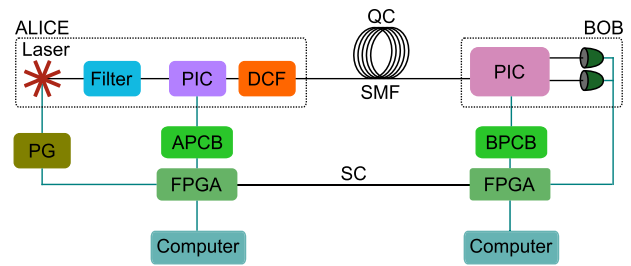 ALICE
QC
BOB
Laser
Filter
PIC
DCF
SMF
PIC
PG
APCB
BPCB
FPGA
SC
FPGA
Computer
Computer